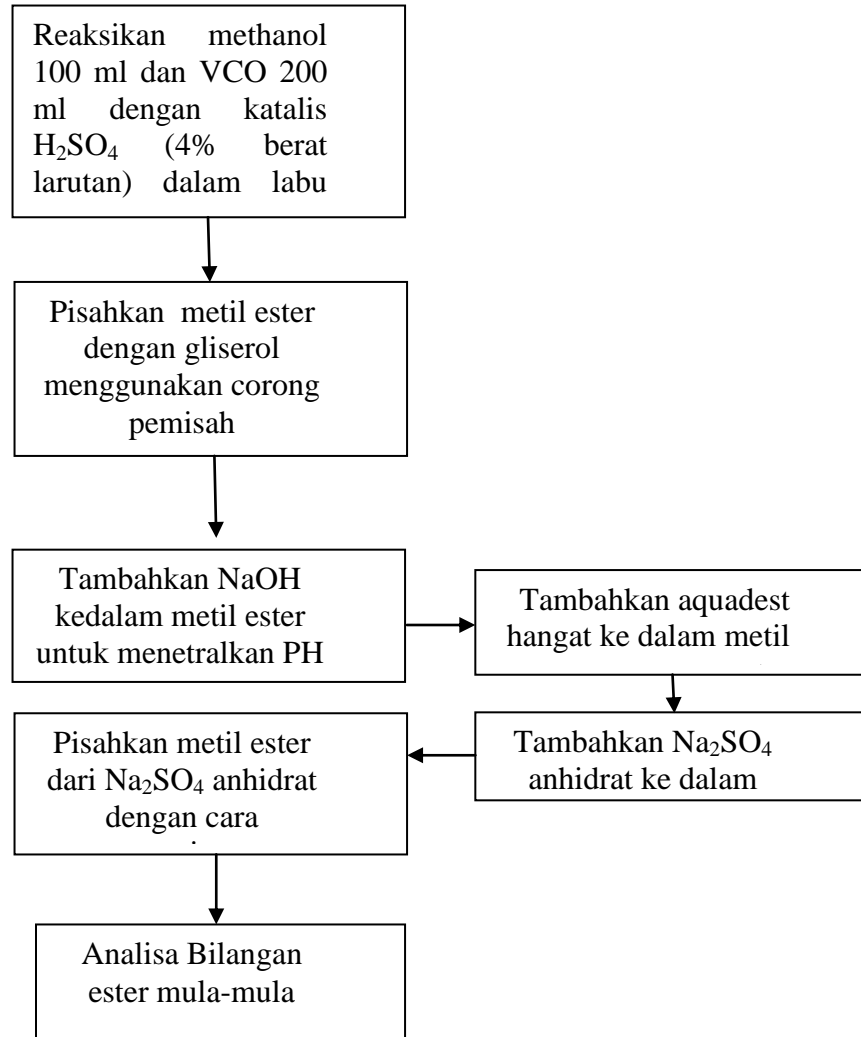 Reaksikan methanol
100 ml dan VCO 200
ml dengan katalis
H₂SO₄ (4% berat
larutan) dalam labu
Pisahkan metil ester
dengan gliserol
menggunakan corong
pemisah
Tambahkan NaOH
kedalam metil ester
untuk menetralkan PH
Tambahkan aquadest
hangat ke dalam metil
Tambahkan Na₂SO₄
anhidrat ke dalam
Pisahkan metil ester
dari Na₂SO₄ anhidrat
dengan cara
Analisa Bilangan
ester mula-mula